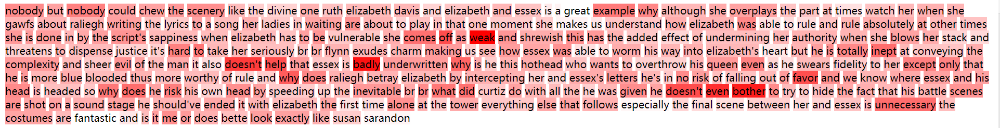 nobody but nobody could chew the scenery like the divine one ruth elizabeth davis and elizabeth and essex is a great example why although she overplays the part at times watch her when she
gawfs about raliegh writing the lyrics to a song her ladies in waiting are about to play in that one moment she makes us understand how elizabeth was able to rule and rule absolutely at other times
she is done in by the script's sappiness when elizabeth has to be vulnerable she comes off as weak and shrewish this has the added effect of undermining her authority when she blows her stack and
threatens to dispense justice it's hard to take her seriously br br flynn exudes charm making us see how essex was able to worm his way into elizabeth's heart but he is totally inept at conveying the
complexity and sheer evil of the man it also doesn't help that essex is badly underwritten why is he this hothead who wants to overthrow his queen even as he swears fidelity to her except only that
he is more blue blooded thus more worthy of rule and why does raliegh betray elizabeth by intercepting her and essex's letters he's in no risk of falling out of favor and we know where essex and his
head is headed so why does he risk his own head by speeding up the inevitable br br what did curtiz do with all the he was given he doesn't even bother to try to hide the fact that his battle scenes
are shot on a sound stage he should've ended it with elizabeth the first time alone at the tower everything else that follows especially the final scene between her and essex is unnecessary the
costumes are fantastic and is it me or does bette look exactly like susan sarandon